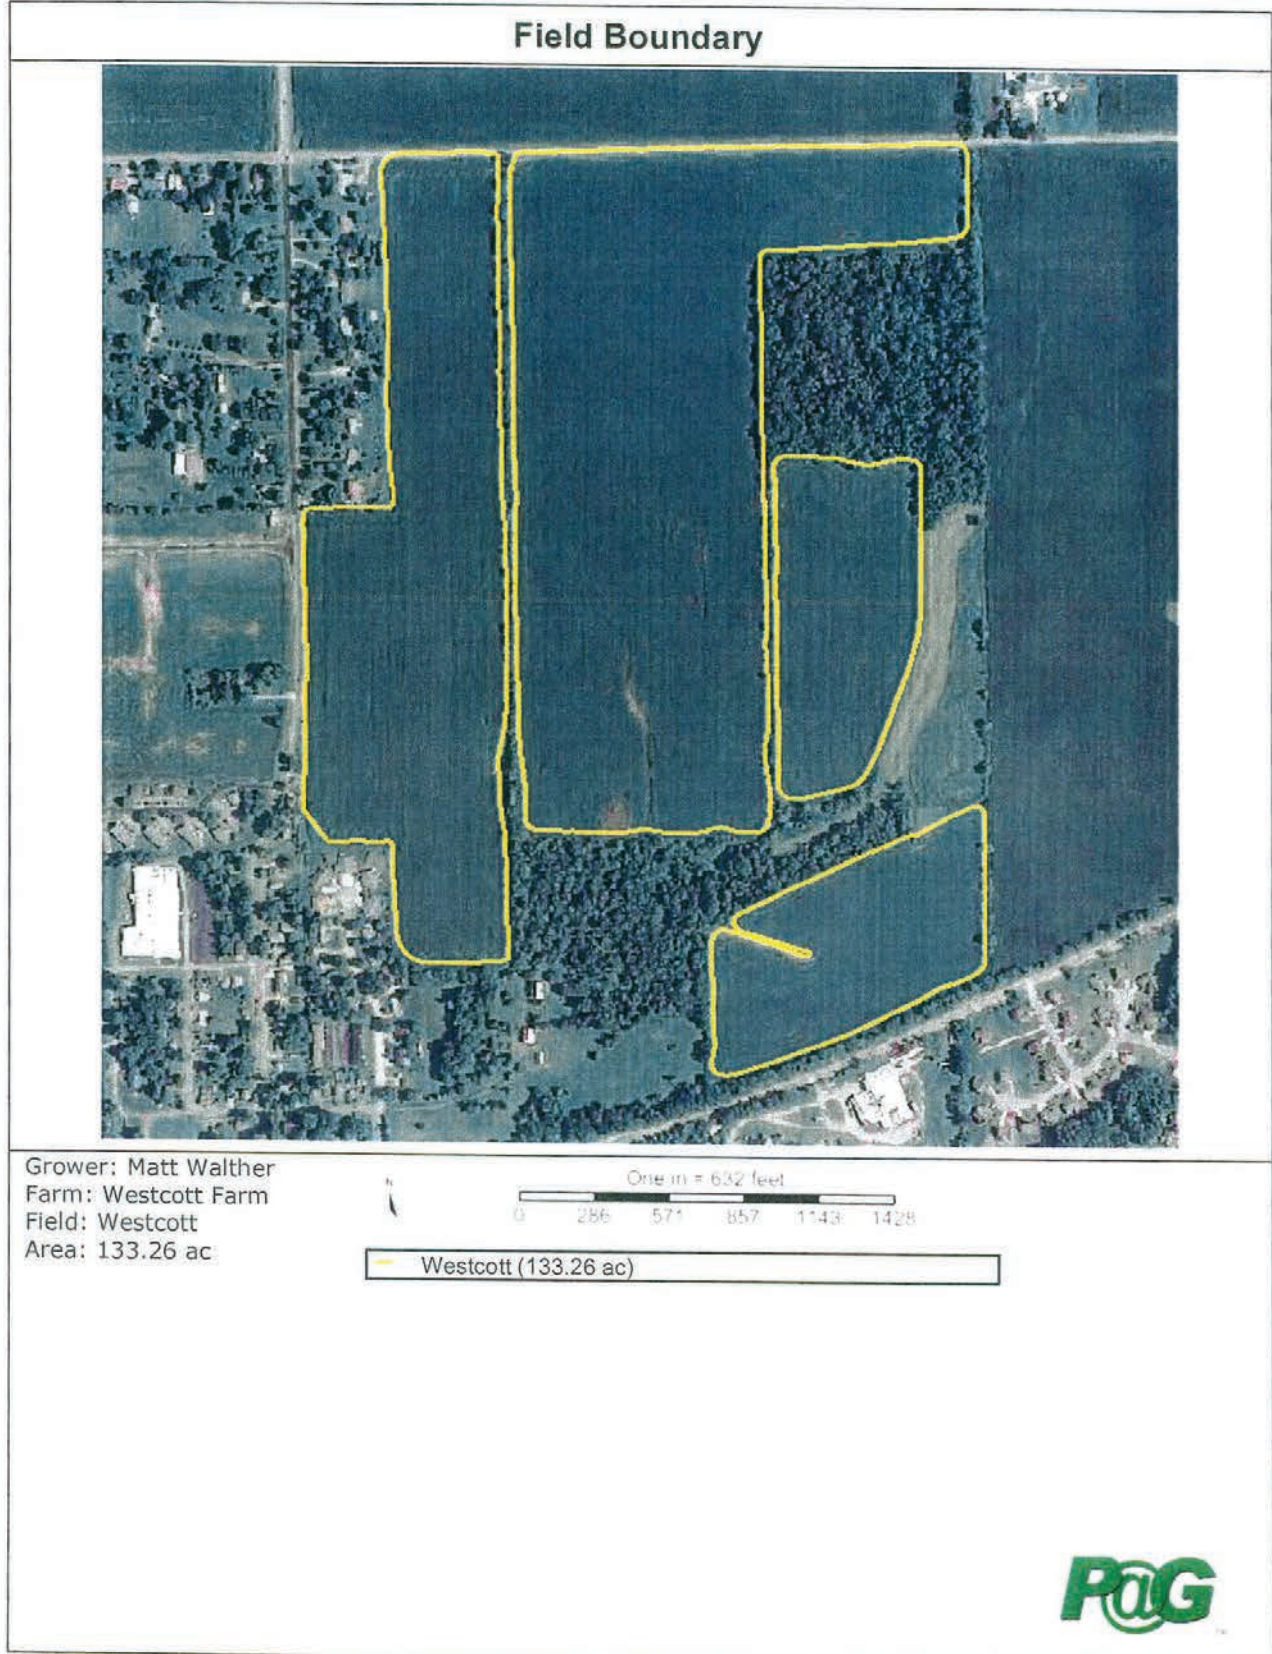 Field Boundary
Grower: Matt Walther
Farm: Westcott Farm
Field: Westcott
Area: 133.26 ac
N
One in = 632 feet
0 286 571 857 1143 1428
Westcott (133.26 ac)
P@G